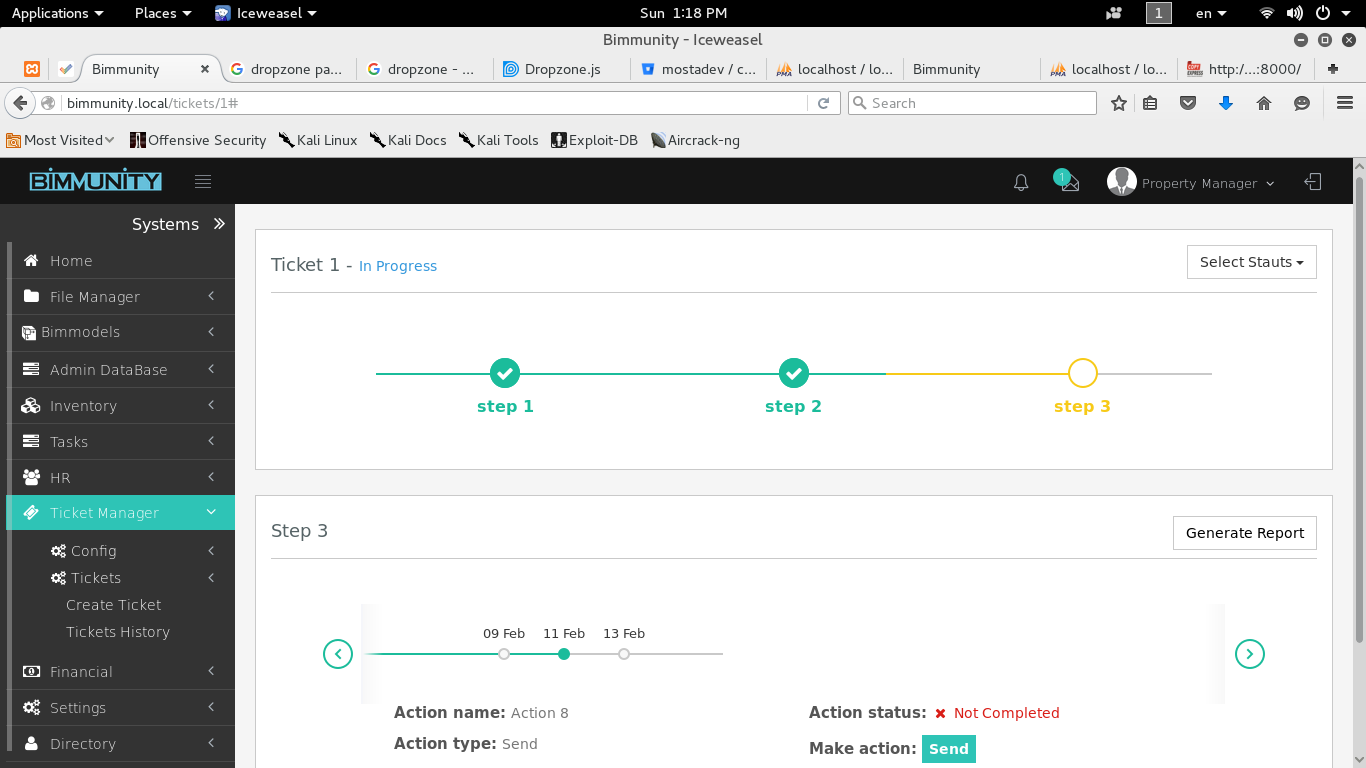 Applications Places Iceweasel Sun 1:18 PM 1 en
Bimmunity - Iceweasel
Bimmunity dropzone pa... dropzone - ... Dropzone.js mostadev / c... localhost / lo... Bimmunity localhost / lo... http:/...:8000/
bimmunity.local/tickets/1# Search
Most Visited Offensive Security Kali Linux Kali Docs Kali Tools Exploit-DB Aircrack-ng
BIMMUNITY 1 Property Manager
Systems
Home
File Manager
Bimmodels
Admin DataBase
Inventory
Tasks
HR
Ticket Manager
Config
Tickets
Create Ticket
Tickets History
Financial
Settings
Directory
Ticket 1 - In Progress Select Stauts
step 1 step 2 step 3
Step 3 Generate Report
09 Feb 11 Feb 13 Feb
Action name: Action 8 Action status: Not Completed
Action type: Send Make action: Send